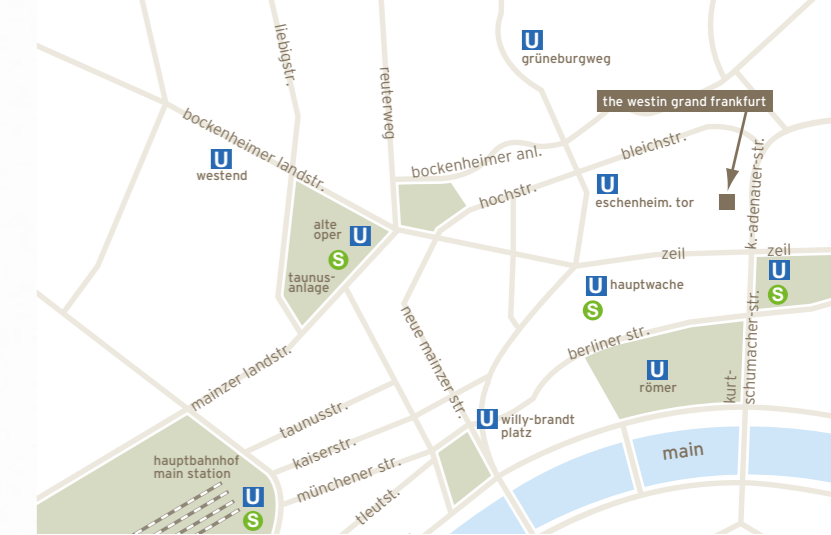 liebigstr.
reuterweg
U
grüneburgweg
the westin grand frankfurt
bockenheimer landstr.
U
westend
bockenheimer anl.
bleichstr.
hochstr.
U
eschenheim. tor
k.-adenauer-str.
alte
oper
U
S
taunus-
anlage
zeil
zeil
U
S
U
hauptwache
S
neue mainzer str.
berliner str.
kurt-
schumacher-str.
mainzer landstr.
U
römer
taunusstr.
U
willy-brandt
platz
kaiserstr.
main
hauptbahnhof
main station
münchener str.
U
S
tleutst.